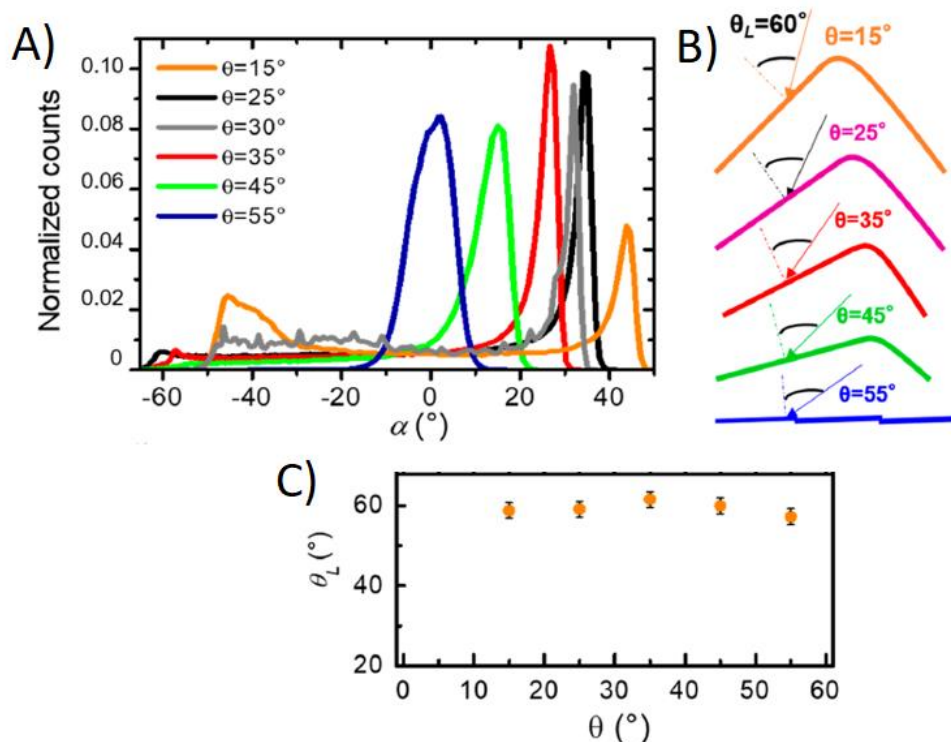 A)
Normalized counts
0.10
0.08
0.06
0.04
0.02
0
θ=15°
θ=25°
θ=30°
θ=35°
θ=45°
θ=55°
-60 -40 -20 0 20 40
α (°)
B)
θL=60°
θ=15°
θ=25°
θ=35°
θ=45°
θ=55°
C)
θL (°)
60
40
20
0 10 20 30 40 50 60
θ (°)